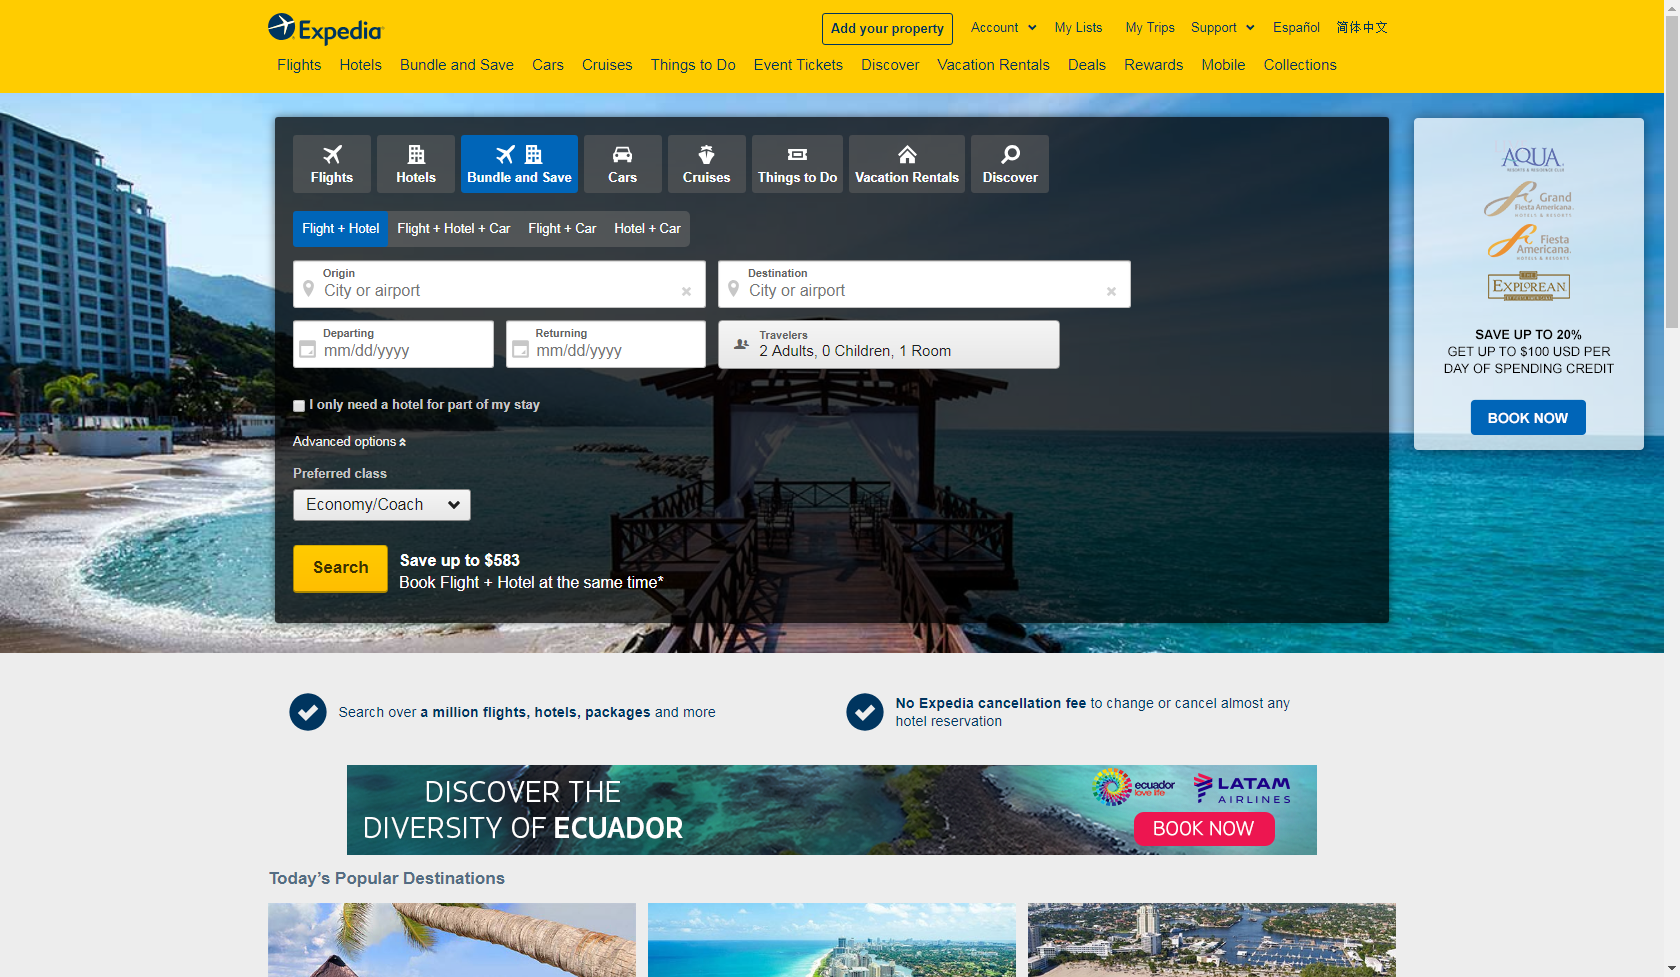 Expedia
Add your property
Account
My Lists
My Trips
Support
Español
简体中文
Flights
Hotels
Bundle and Save
Cars
Cruises
Things to Do
Event Tickets
Discover
Vacation Rentals
Deals
Rewards
Mobile
Collections
Flights
Hotels
Bundle and Save
Cars
Cruises
Things to Do
Vacation Rentals
Discover
Flight + Hotel
Flight + Hotel + Car
Flight + Car
Hotel + Car
Origin
City or airport
Destination
City or airport
Departing
mm/dd/yyyy
Returning
mm/dd/yyyy
Travelers
2 Adults, 0 Children, 1 Room
I only need a hotel for part of my stay
Advanced options
Preferred class
Economy/Coach
Search
Save up to $583
Book Flight + Hotel at the same time*
AQUA
RESORTS & RESIDENCE CLUB
Grand
Fiesta Americana.
HOTELS & RESORTS
Fiesta
Americana.
HOTELS & RESORTS
EXPLOREAN
SAVE UP TO 20%
GET UP TO $100 USD PER
DAY OF SPENDING CREDIT
BOOK NOW
Search over a million flights, hotels, packages and more
No Expedia cancellation fee to change or cancel almost any
hotel reservation
DISCOVER THE
DIVERSITY OF ECUADOR
ecuador
love life
LATAM
AIRLINES
BOOK NOW
Today's Popular Destinations